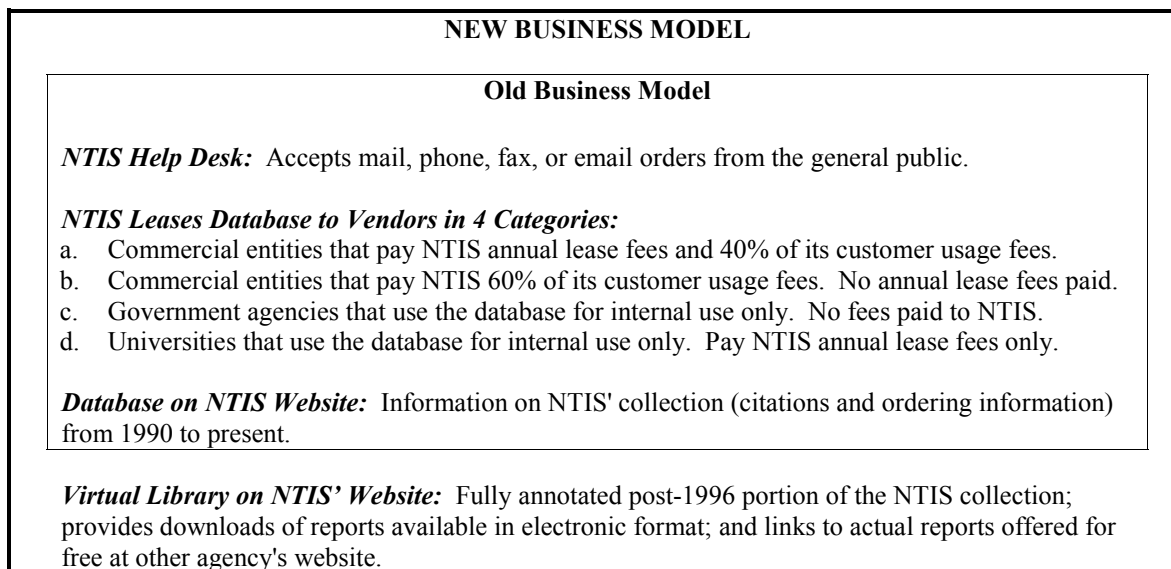 NEW BUSINESS MODEL
Old Business Model
NTIS Help Desk: Accepts mail, phone, fax, or email orders from the general public.
NTIS Leases Database to Vendors in 4 Categories:
a. Commercial entities that pay NTIS annual lease fees and 40% of its customer usage fees.
b. Commercial entities that pay NTIS 60% of its customer usage fees. No annual lease fees paid.
c. Government agencies that use the database for internal use only. No fees paid to NTIS.
d. Universities that use the database for internal use only. Pay NTIS annual lease fees only.
Database on NTIS Website: Information on NTIS' collection (citations and ordering information)
from 1990 to present.
Virtual Library on NTIS’ Website: Fully annotated post-1996 portion of the NTIS collection;
provides downloads of reports available in electronic format; and links to actual reports offered for
free at other agency's website.